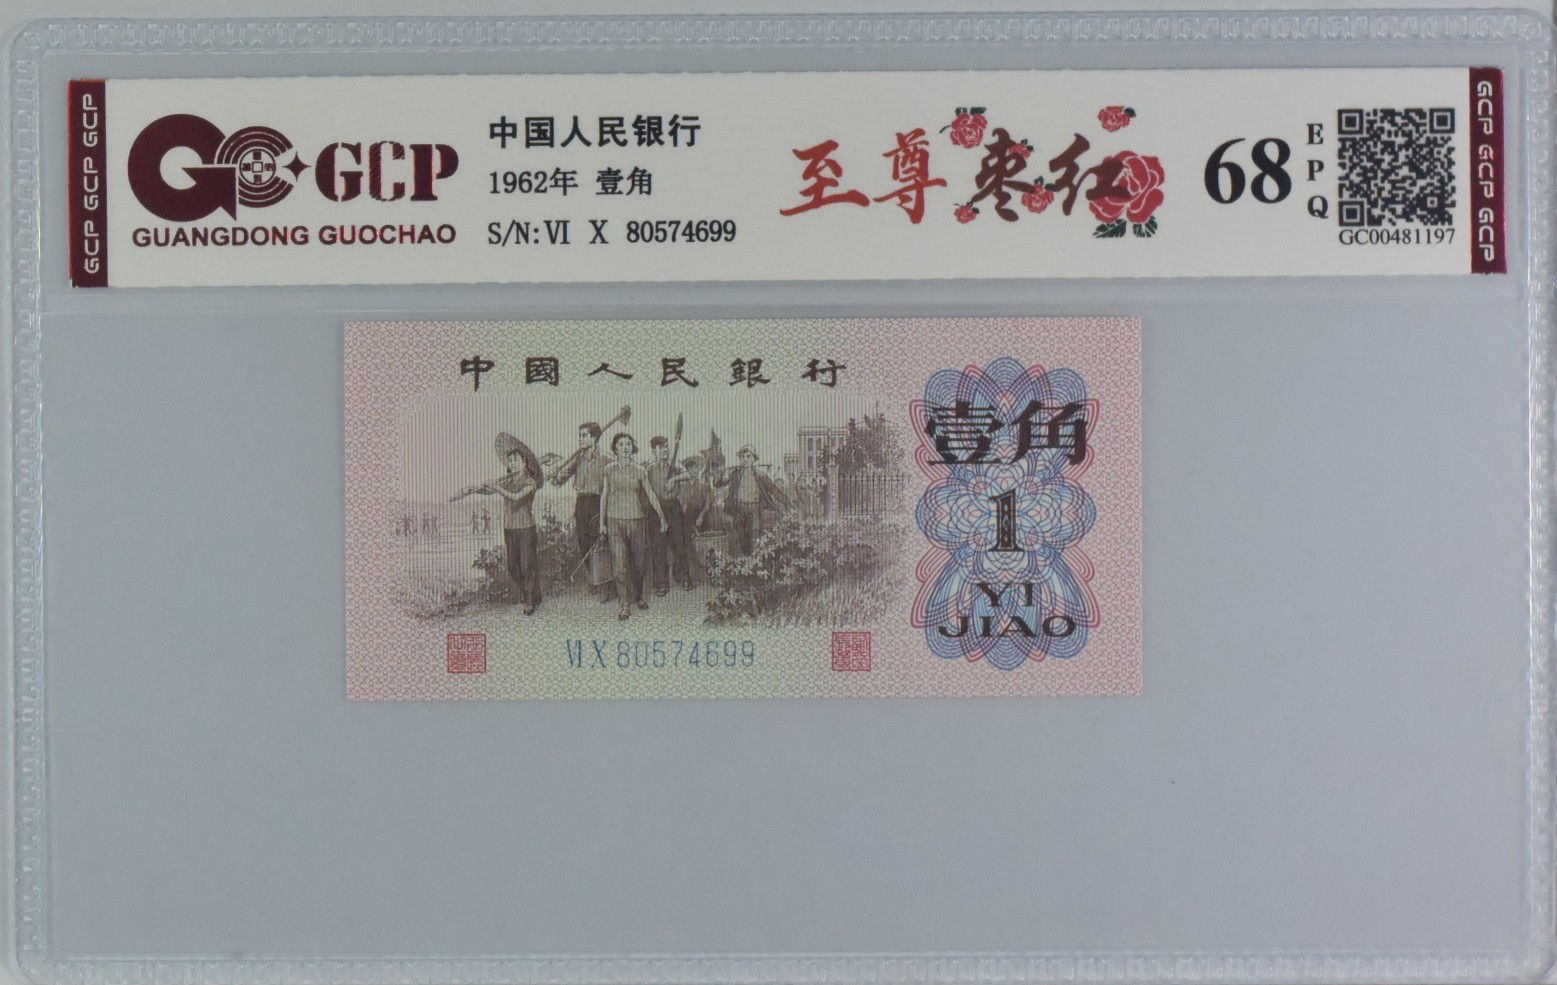 GCP GCP GCP
GCP
GUANGDONG GUOCHAO
中国人民银行
1962年 壹角
S/N:Ⅵ X 80574699
至尊枣红
68
EPQ
GC00481197
GCP GCP GCP
中國人民銀行
壹角
1
YI
JIAO
ⅥX80574699